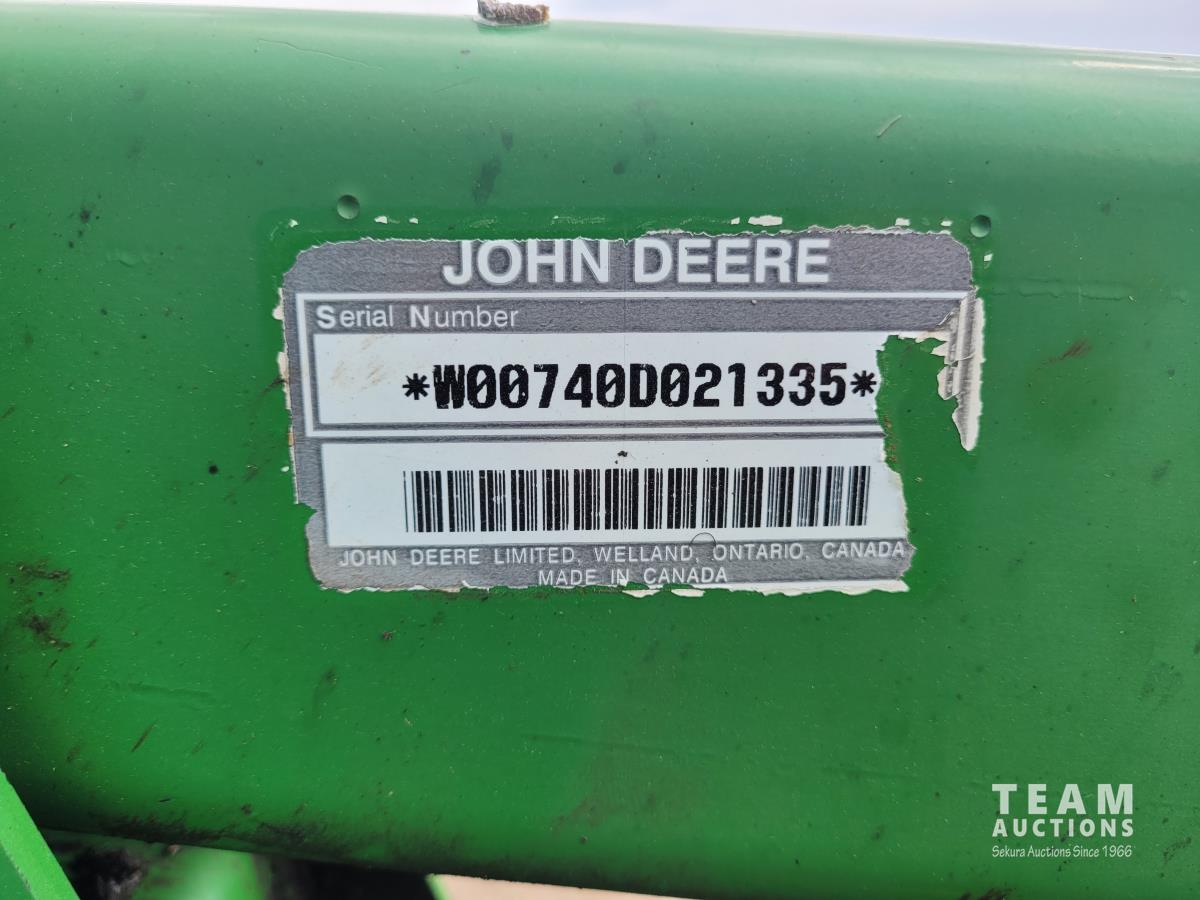 JOHN DEERE
Serial Number
*W00740D021335*
JOHN DEERE LIMITED, WELLAND, ONTARIO, CANADA
MADE IN CANADA
TEAM
AUCTIONS
Sekura Auctions Since 1966